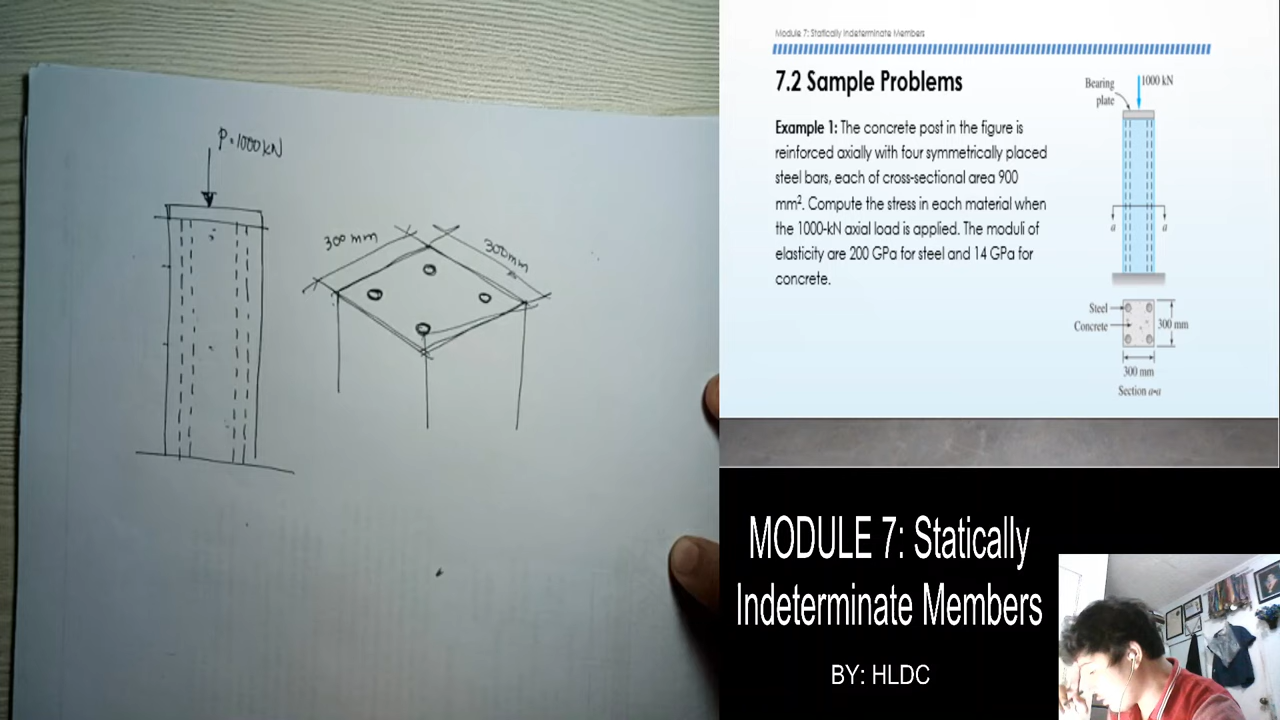 P=1000kN
300 mm
300mm
Module 7: Statically Indeterminate Members
7.2 Sample Problems
Example 1: The concrete post in the figure is
reinforced axially with four symmetrically placed
steel bars, each of cross-sectional area 900
mm². Compute the stress in each material when
the 1000-kN axial load is applied. The moduli of
elasticity are 200 GPa for steel and 14 GPa for
concrete.
1000 kN
Bearing
plate
a
a
Steel
Concrete
300 mm
300 mm
Section a-a
MODULE 7: Statically
Indeterminate Members
BY: HLDC